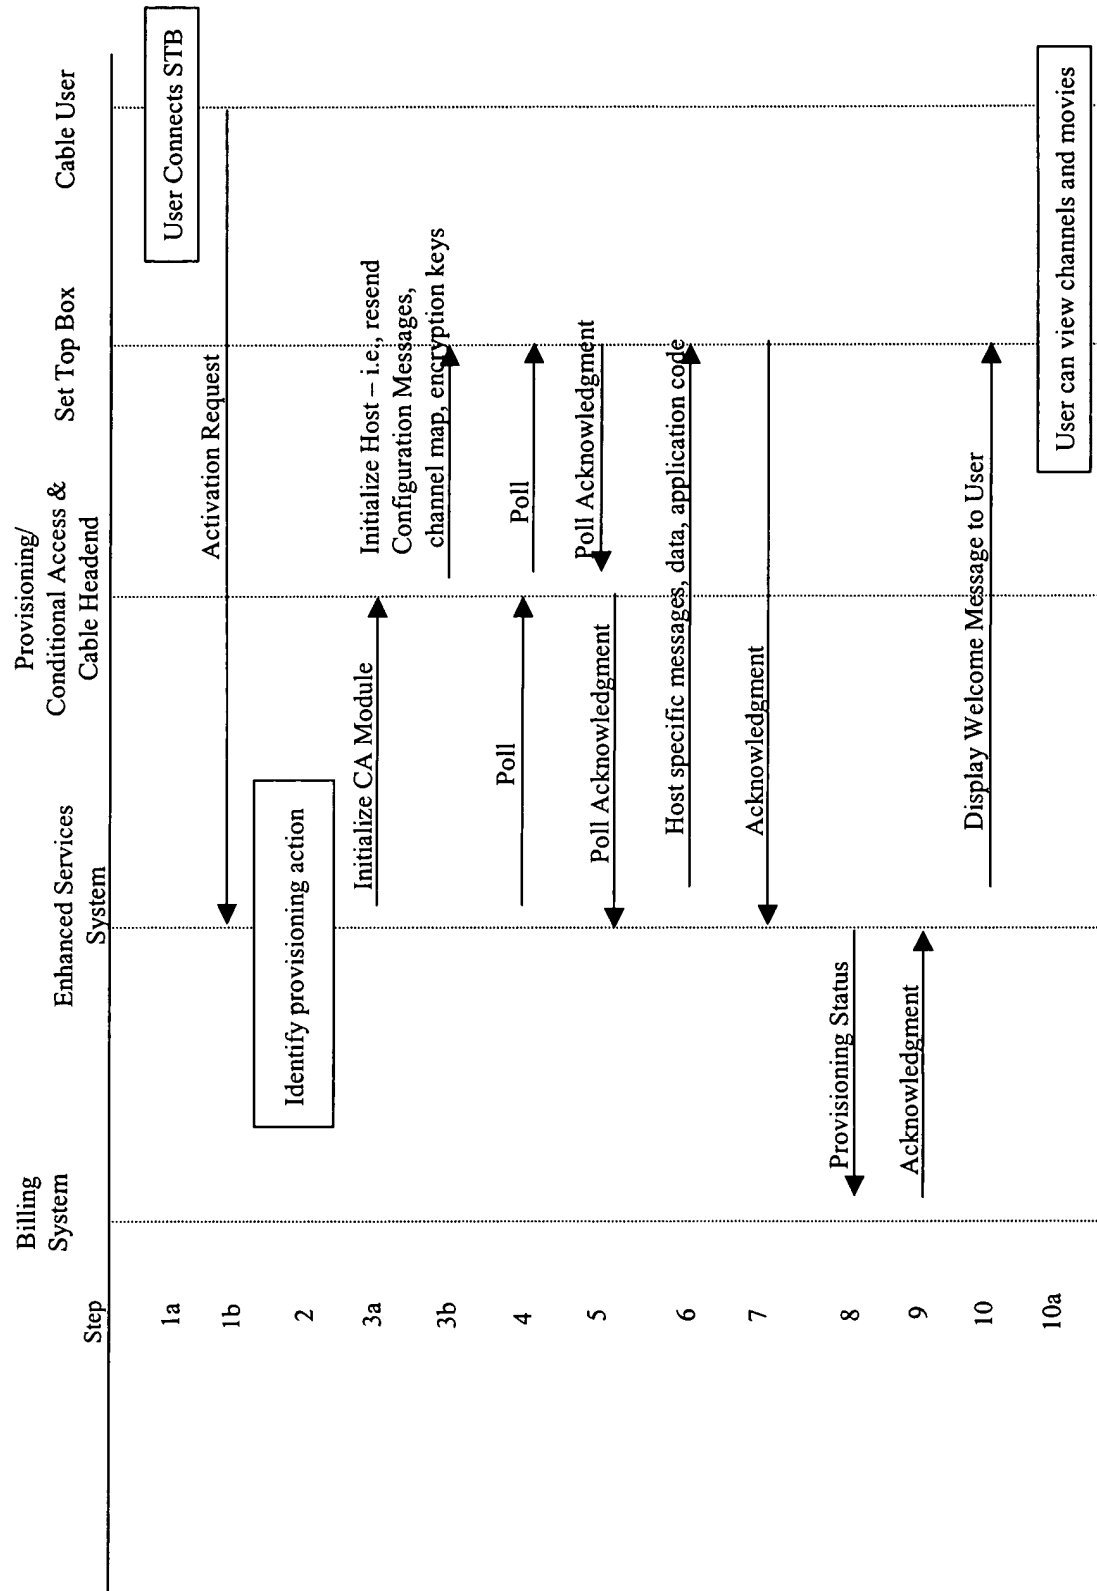 Step
Billing
System
Enhanced Services
System
Provisioning/
Conditional Access &
Cable Headend
Set Top Box
Cable User
1a
User Connects STB
1b
Activation Request
2
Identify provisioning action
3a
Initialize CA Module
Initialize Host – i.e., resend
Configuration Messages,
channel map, encryption keys
3b
4
Poll
Poll
5
Poll Acknowledgment
Poll Acknowledgment
6
Host specific messages, data, application code
7
Acknowledgment
8
Provisioning Status
9
Acknowledgment
10
Display Welcome Message to User
10a
User can view channels and movies